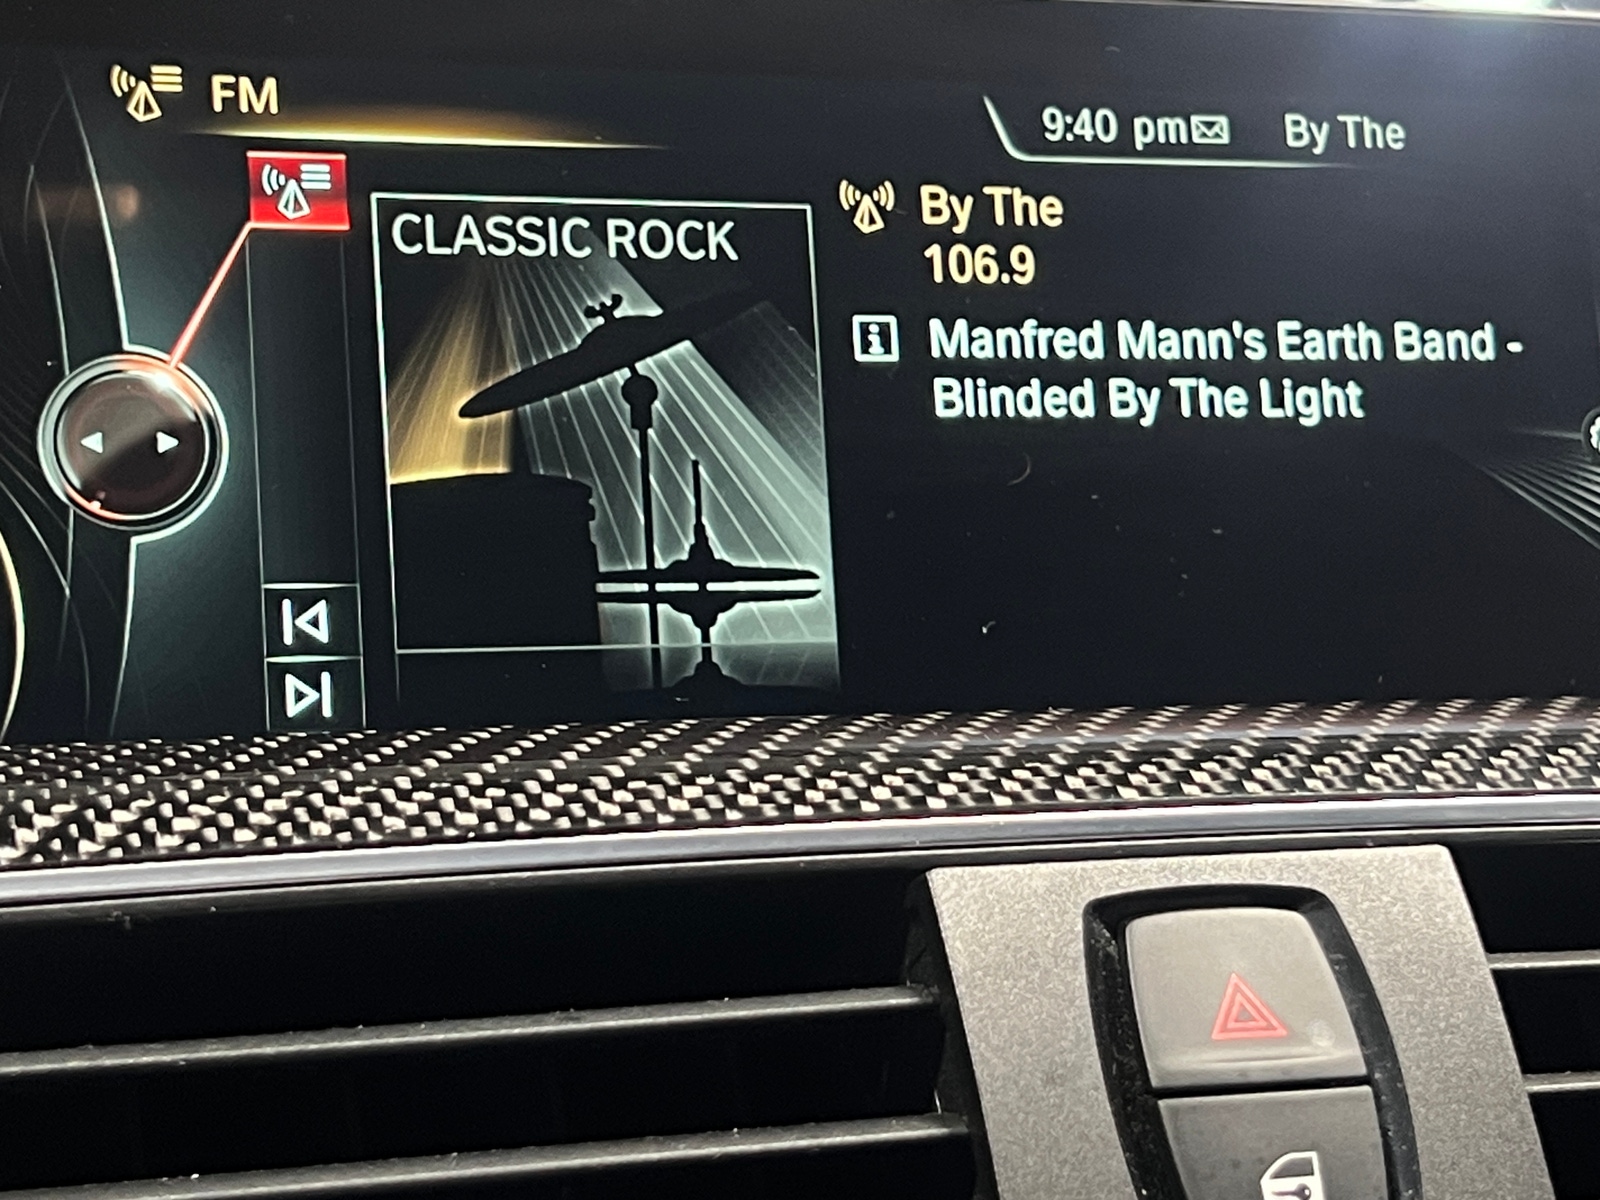 FM
9:40 pm By The
CLASSIC ROCK
By The
106.9
Manfred Mann's Earth Band -
Blinded By The Light